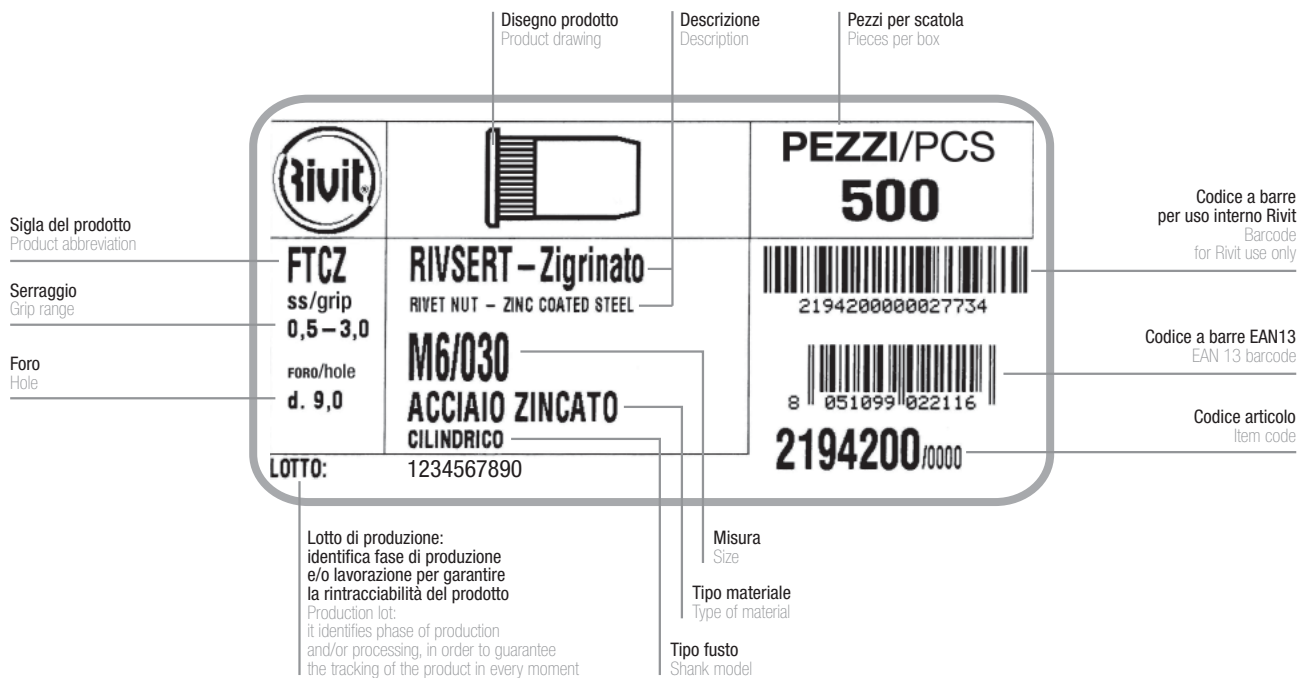 Disegno prodotto
Product drawing
Descrizione
Description
Pezzi per scatola
Pieces per box
Rivit®
PEZZI/PCS
500
Sigla del prodotto
Product abbreviation
Serraggio
Grip range
Foro
Hole
FTCZ
ss/grip
0,5–3,0
FORO/hole
d. 9,0
RIVSERT – Zigrinato
RIVET NUT – ZINC COATED STEEL
M6/030
ACCIAIO ZINCATO
CILINDRICO
LOTTO: 1234567890
2194200000027734
8 051099 022116
2194200/0000
Codice a barre
per uso interno Rivit
Barcode
for Rivit use only
Codice a barre EAN13
EAN 13 barcode
Codice articolo
Item code
Lotto di produzione:
identifica fase di produzione
e/o lavorazione per garantire
la rintracciabilità del prodotto
Production lot:
it identifies phase of production
and/or processing, in order to guarantee
the tracking of the product in every moment
Misura
Size
Tipo materiale
Type of material
Tipo fusto
Shank model